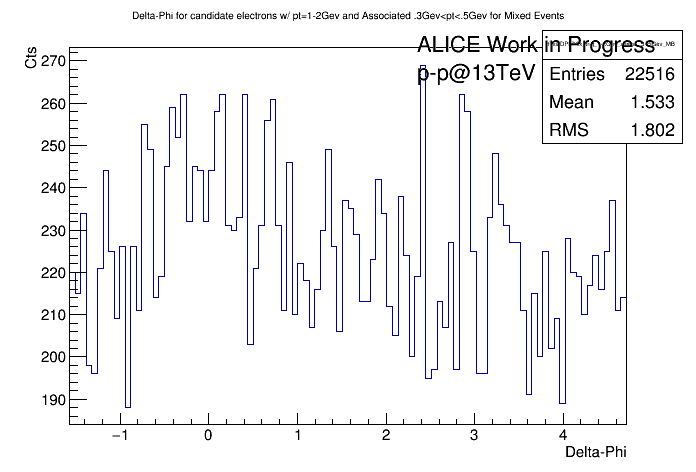 Delta-Phi for candidate electrons w/ pt=1-2Gev and Associated .3Gev<pt<.5Gev for Mixed Events
Cts
ALICE Work in Progress
p-p@13TeV
Entries 22516
Mean 1.533
RMS 1.802
270
260
250
240
230
220
210
200
190
−1 0 1 2 3 4
Delta-Phi